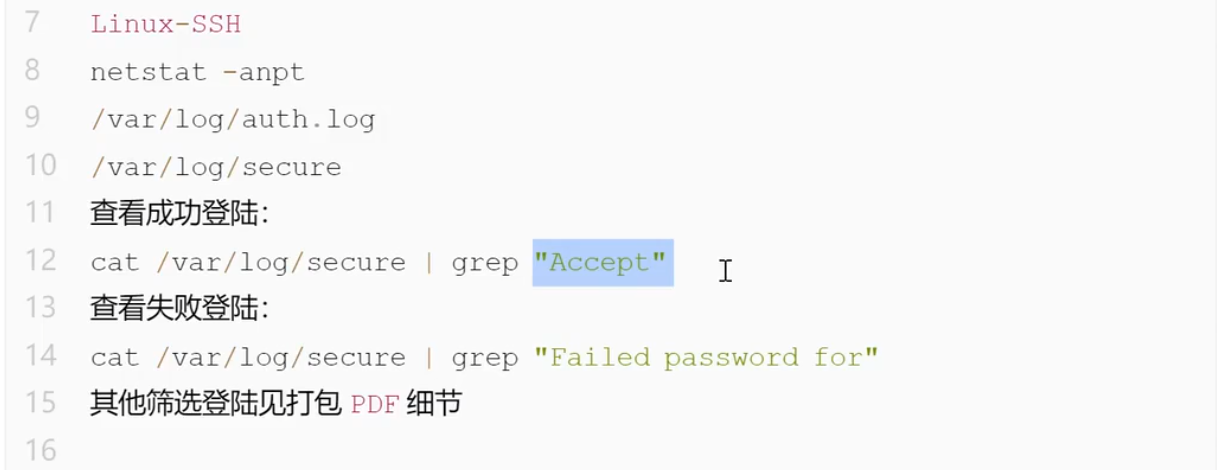 7 Linux-SSH
8 netstat -anpt
9 /var/log/auth.log
10 /var/log/secure
11 查看成功登陆:
12 cat /var/log/secure | grep "Accept"
13 查看失败登陆:
14 cat /var/log/secure | grep "Failed password for"
15 其他筛选登陆见打包 PDF 细节
16